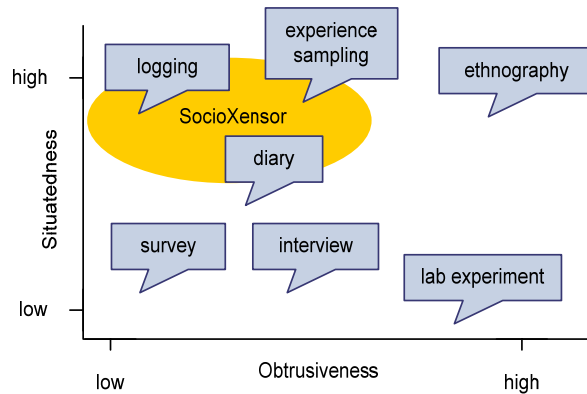 experience
sampling
logging
ethnography
high
SocioXensor
diary
Situatedness
survey
interview
lab experiment
low
Obtrusiveness
low
high